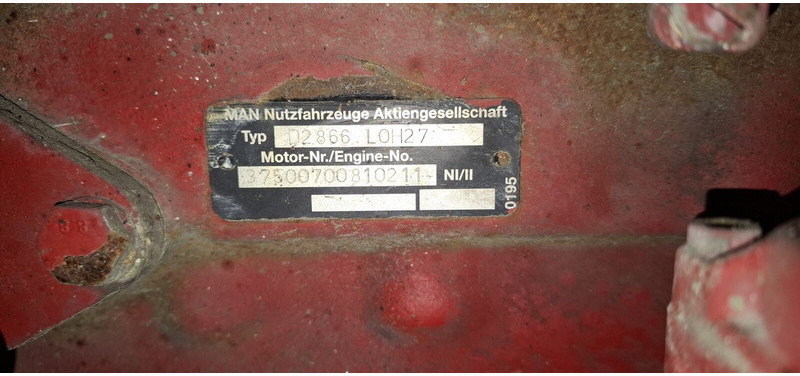 MAN Nutzfahrzeuge Aktiengesellschaft
Typ D2866 LOH27
Motor-Nr./Engine-No.
37500700810211 NI/II
0195